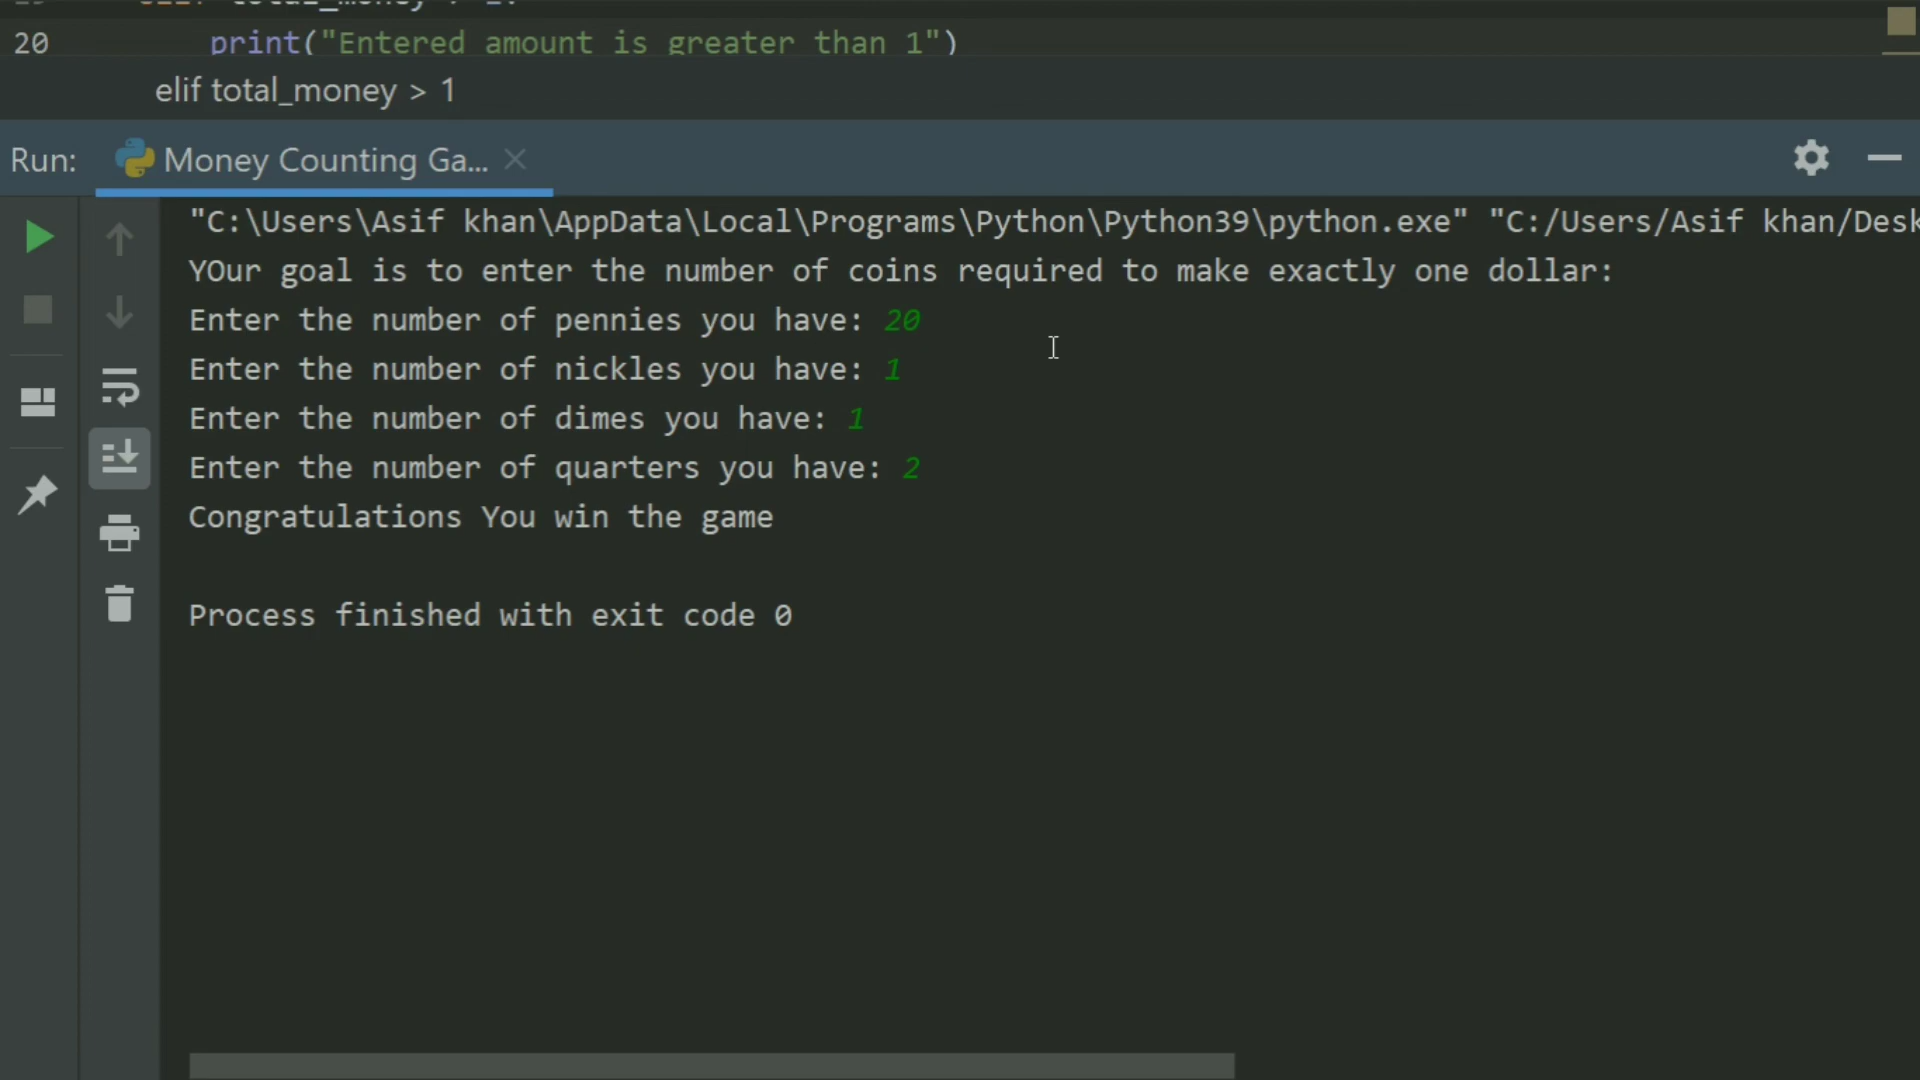 20 print("Entered amount is greater than 1")
elif total_money > 1
Run: Money Counting Ga...
"C:\Users\Asif khan\AppData\Local\Programs\Python\Python39\python.exe" "C:/Users/Asif khan/Desk
YOur goal is to enter the number of coins required to make exactly one dollar:
Enter the number of pennies you have: 20
Enter the number of nickles you have: 1
Enter the number of dimes you have: 1
Enter the number of quarters you have: 2
Congratulations You win the game
Process finished with exit code 0